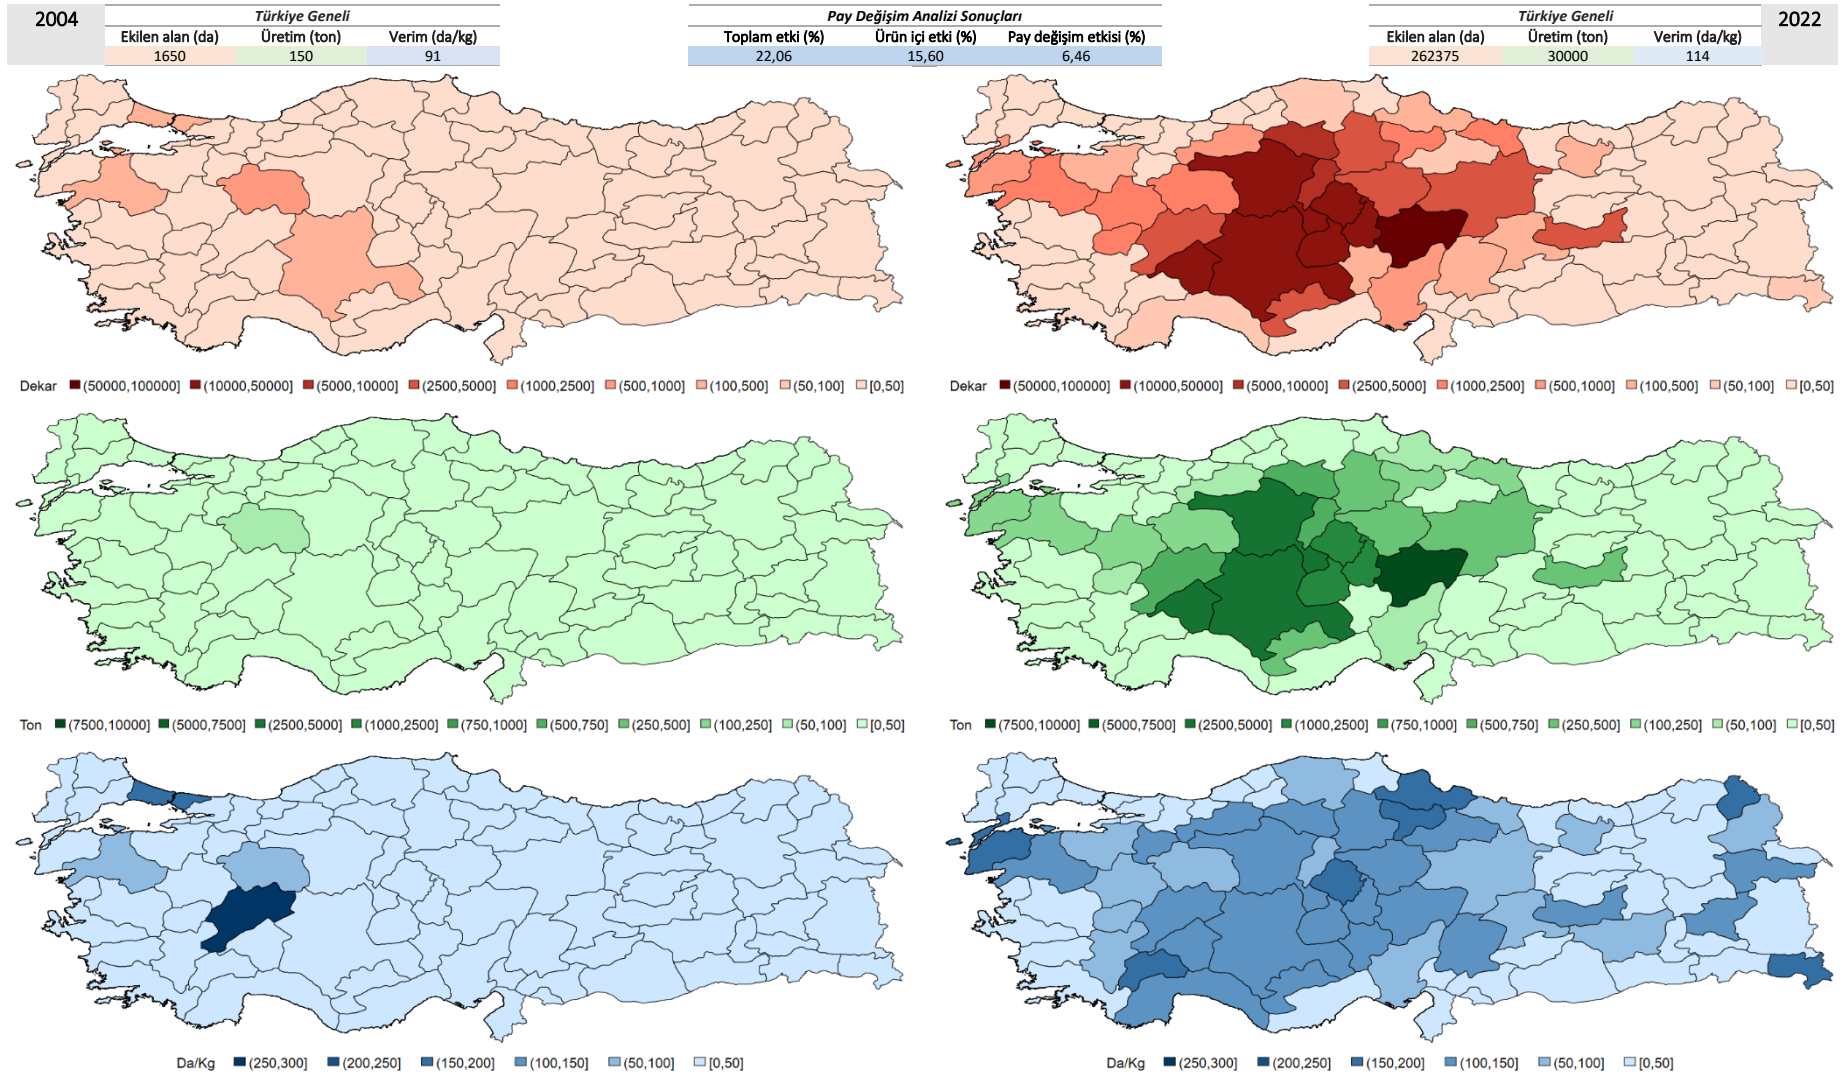 2004
Türkiye Geneli
Ekilen alan (da) Üretim (ton) Verim (da/kg)
1650 150 91
Pay Değişim Analizi Sonuçları
Toplam etki (%) Ürün içi etki (%) Pay değişim etkisi (%)
22,06 15,60 6,46
Türkiye Geneli
Ekilen alan (da) Üretim (ton) Verim (da/kg)
262375 30000 114
2022
Dekar (50000,100000] (10000,50000] (5000,10000] (2500,5000] (1000,2500] (500,1000] (100,500] (50,100] [0,50]
Dekar (50000,100000] (10000,50000] (5000,10000] (2500,5000] (1000,2500] (500,1000] (100,500] (50,100] [0,50]
Ton (7500,10000] (5000,7500] (2500,5000] (1000,2500] (750,1000] (500,750] (250,500] (100,250] (50,100] [0,50]
Ton (7500,10000] (5000,7500] (2500,5000] (1000,2500] (750,1000] (500,750] (250,500] (100,250] (50,100] [0,50]
Da/Kg (250,300] (200,250] (150,200] (100,150] (50,100] [0,50]
Da/Kg (250,300] (200,250] (150,200] (100,150] (50,100] [0,50]